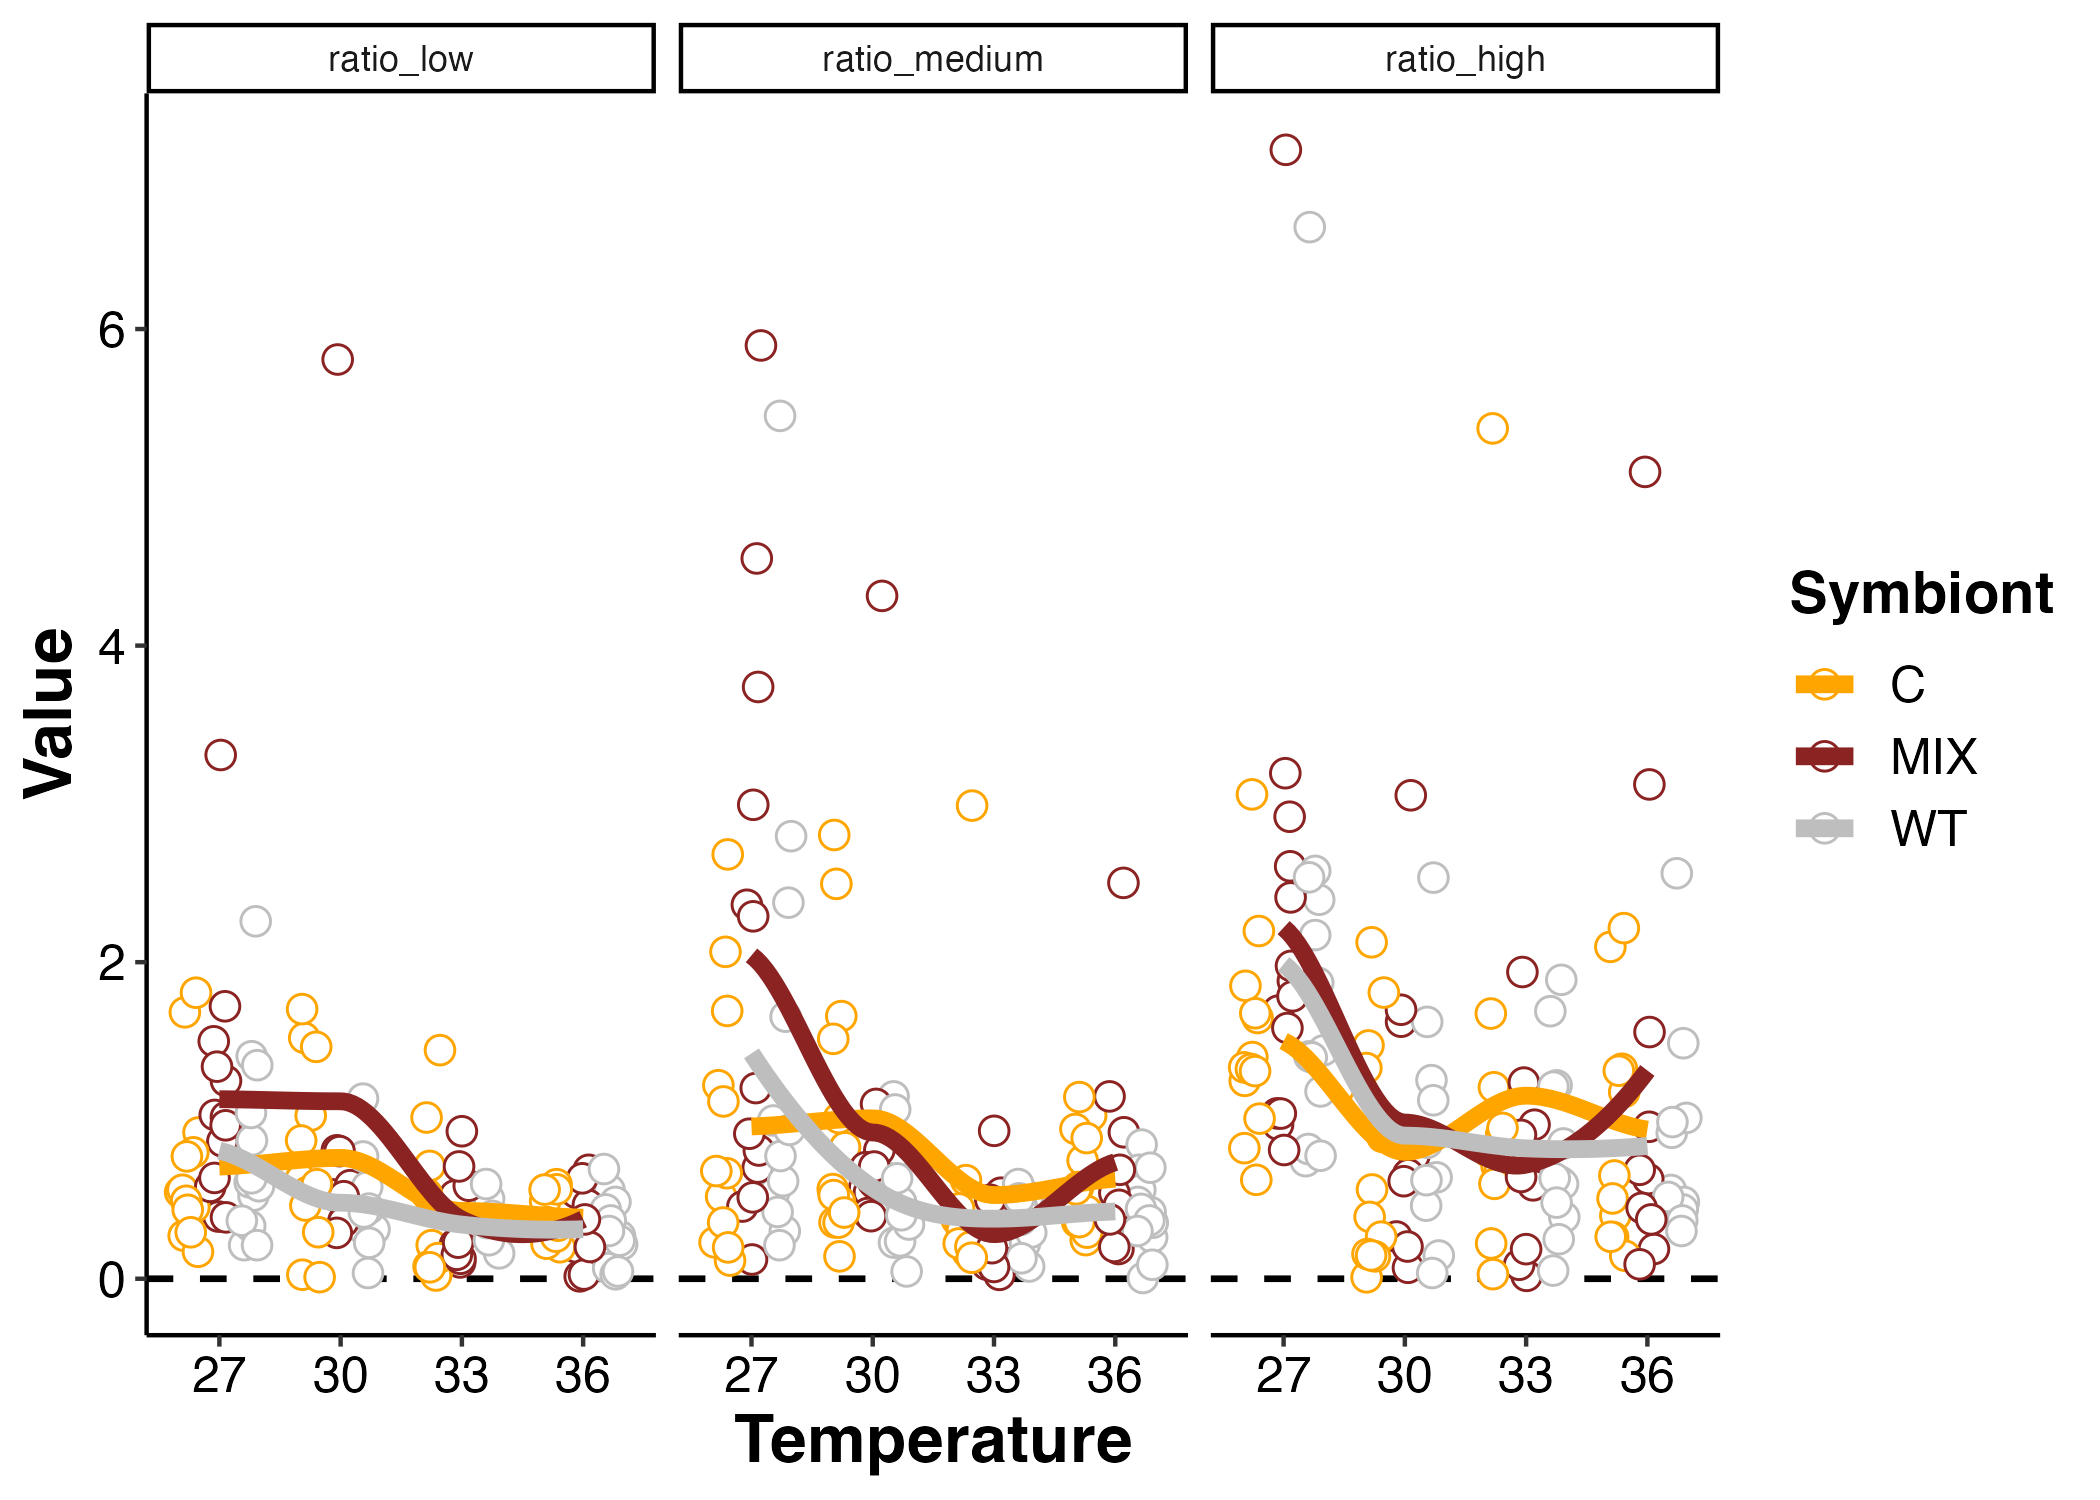 ratio_low ratio_medium ratio_high
6
4
2
0
Value
27 30 33 36 27 30 33 36 27 30 33 36
Temperature
Symbiont
C
MIX
WT